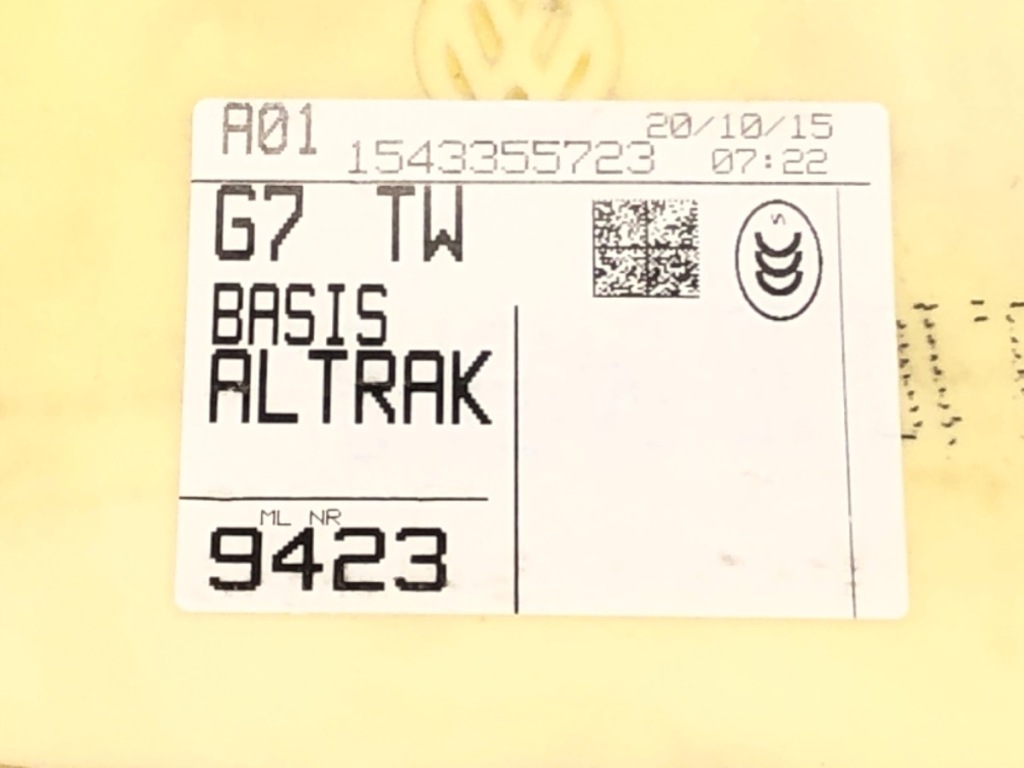 A01
20/10/15
1543355723 07:22
G7 TW
BASIS
ALTRAK
ML NR
9423